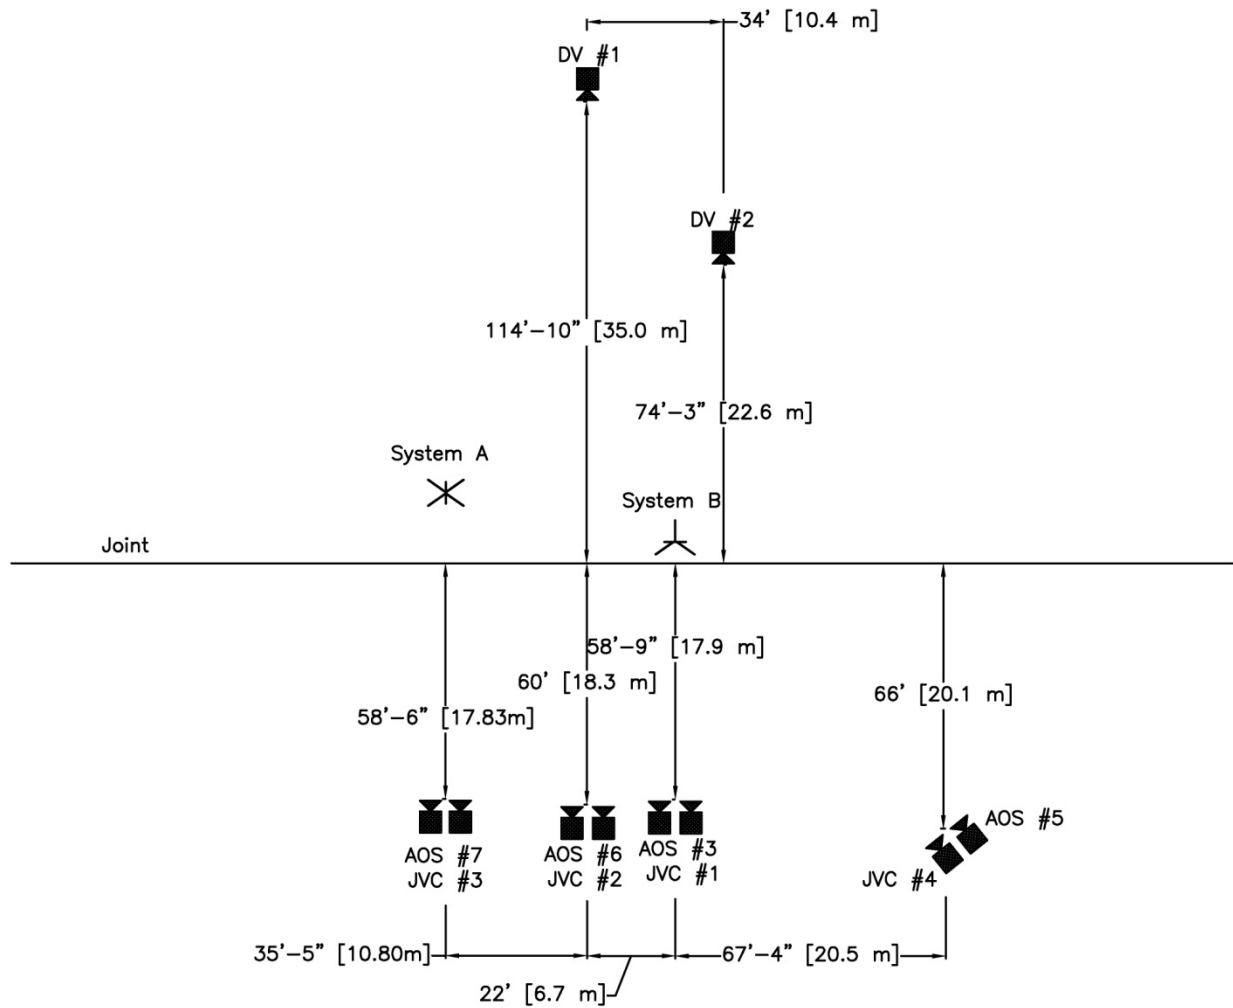 34' [10.4 m]
DV #1
DV #2
114'-10" [35.0 m]
74'-3" [22.6 m]
System A
System B
Joint
58'-9" [17.9 m]
60' [18.3 m]
66' [20.1 m]
58'-6" [17.83m]
AOS #5
AOS #7
JVC #3
AOS #6
JVC #2
AOS #3
JVC #1
JVC #4
35'-5" [10.80m]
67'-4" [20.5 m]
22' [6.7 m]